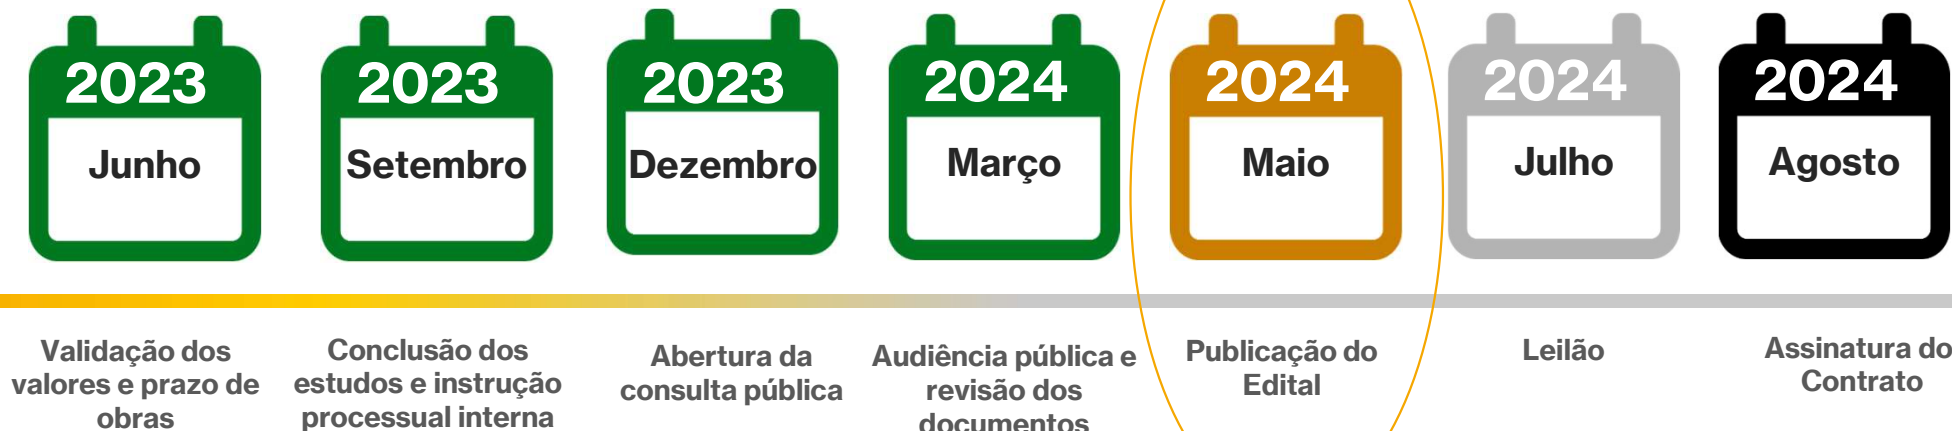 2023
Junho
Validação dos
valores e prazo de
obras
2023
Setembro
Conclusão dos
estudos e instrução
processual interna
2023
Dezembro
Abertura da
consulta pública
2024
Março
Audiência pública e
revisão dos
documentos
2024
Maio
Publicação do
Edital
2024
Julho
Leilão
2024
Agosto
Assinatura do
Contrato